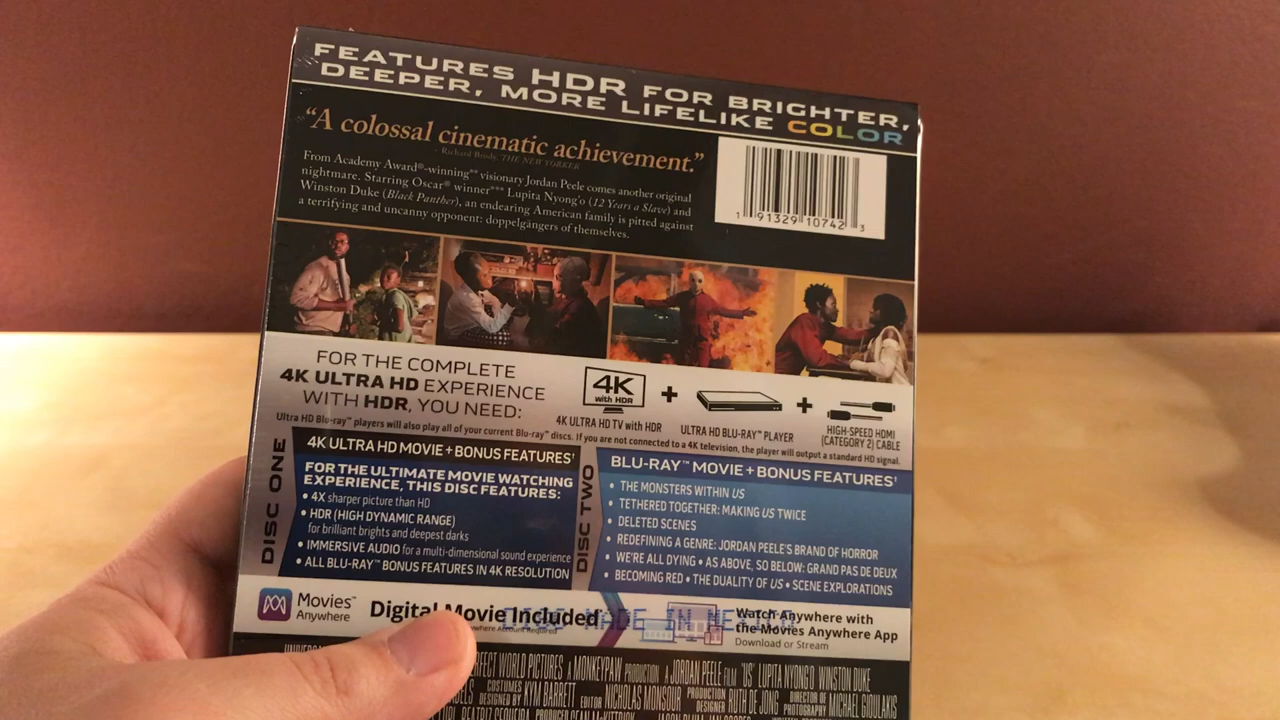 FEATURES HDR FOR BRIGHTER,
DEEPER, MORE LIFELIKE COLOR
“A colossal cinematic achievement.”
- Richard Brody, THE NEW YORKER
From Academy Award®-winning** visionary Jordan Peele comes another original
nightmare. Starring Oscar® winner*** Lupita Nyong'o (12 Years a Slave) and
Winston Duke (Black Panther), an endearing American family is pitted against
a terrifying and uncanny opponent: doppelgängers of themselves.
1 91329 10742 3
FOR THE COMPLETE
4K ULTRA HD EXPERIENCE
WITH HDR, YOU NEED:
4K
with HDR
+
+
4K ULTRA HD TV with HDR
ULTRA HD BLU-RAY™ PLAYER
HIGH-SPEED HDMI
(CATEGORY 2) CABLE
Ultra HD Blu-ray™ players will also play all of your current Blu-ray™ discs. If you are not connected to a 4K television, the player will output a standard HD signal.
DISC ONE
4K ULTRA HD MOVIE + BONUS FEATURES†
FOR THE ULTIMATE MOVIE WATCHING
EXPERIENCE, THIS DISC FEATURES:
• 4X sharper picture than HD
• HDR (HIGH DYNAMIC RANGE)
for brilliant brights and deepest darks
• IMMERSIVE AUDIO for a multi-dimensional sound experience
• ALL BLU-RAY™ BONUS FEATURES IN 4K RESOLUTION
DISC TWO
BLU-RAY™ MOVIE + BONUS FEATURES†
• THE MONSTERS WITHIN US
• TETHERED TOGETHER: MAKING US TWICE
• DELETED SCENES
• REDEFINING A GENRE: JORDAN PEELE'S BRAND OF HORROR
• WE'RE ALL DYING • AS ABOVE, SO BELOW: GRAND PAS DE DEUX
• BECOMING RED • THE DUALITY OF US • SCENE EXPLORATIONS
Movies™
Anywhere
Digital Movie Included
Account Required
MADE IN MEXICO
Watch Anywhere with
the Movies Anywhere App
Download or Stream
PERFECT WORLD PICTURES A MONKEYPAW PRODUCTION A JORDAN PEELE FILM "US" LUPITA NYONG'O WINSTON DUKE
COSTUMES DESIGNED BY KYM BARRETT EDITOR NICHOLAS MONSOUR PRODUCTION DESIGNER RUTH DE JONG DIRECTOR OF PHOTOGRAPHY MICHAEL GIOULAKIS
BEATRIZ SEQUEIRA PRODUCED SEAN McKITTRICK JASON BLUM